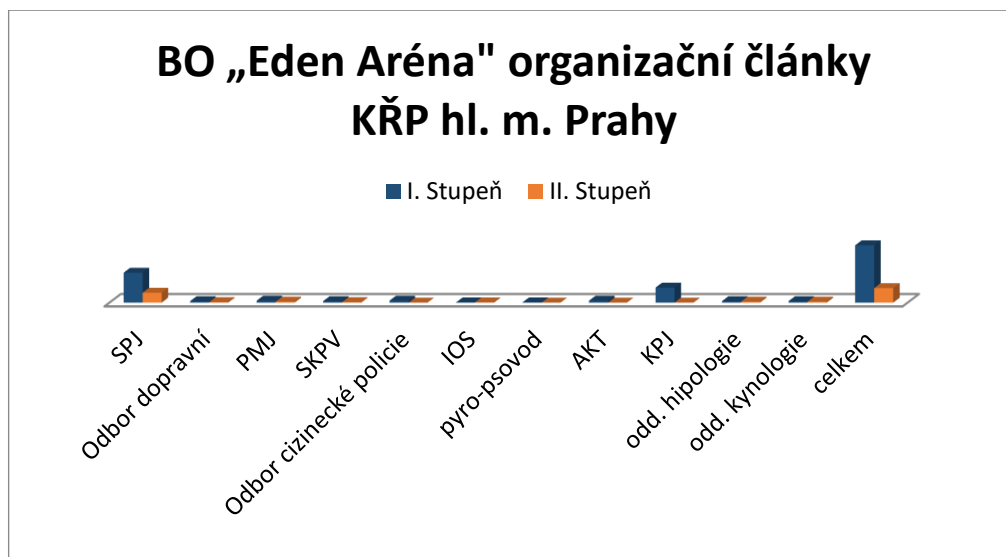 BO „Eden Aréna" organizační články
KŘP hl. m. Prahy
I. Stupeň II. Stupeň
SPJ
Odbor dopravní
PMJ
SKPV
Odbor cizinecké policie
IOS
pyro-psovod
AKT
KPJ
odd. hipologie
odd. kynologie
celkem